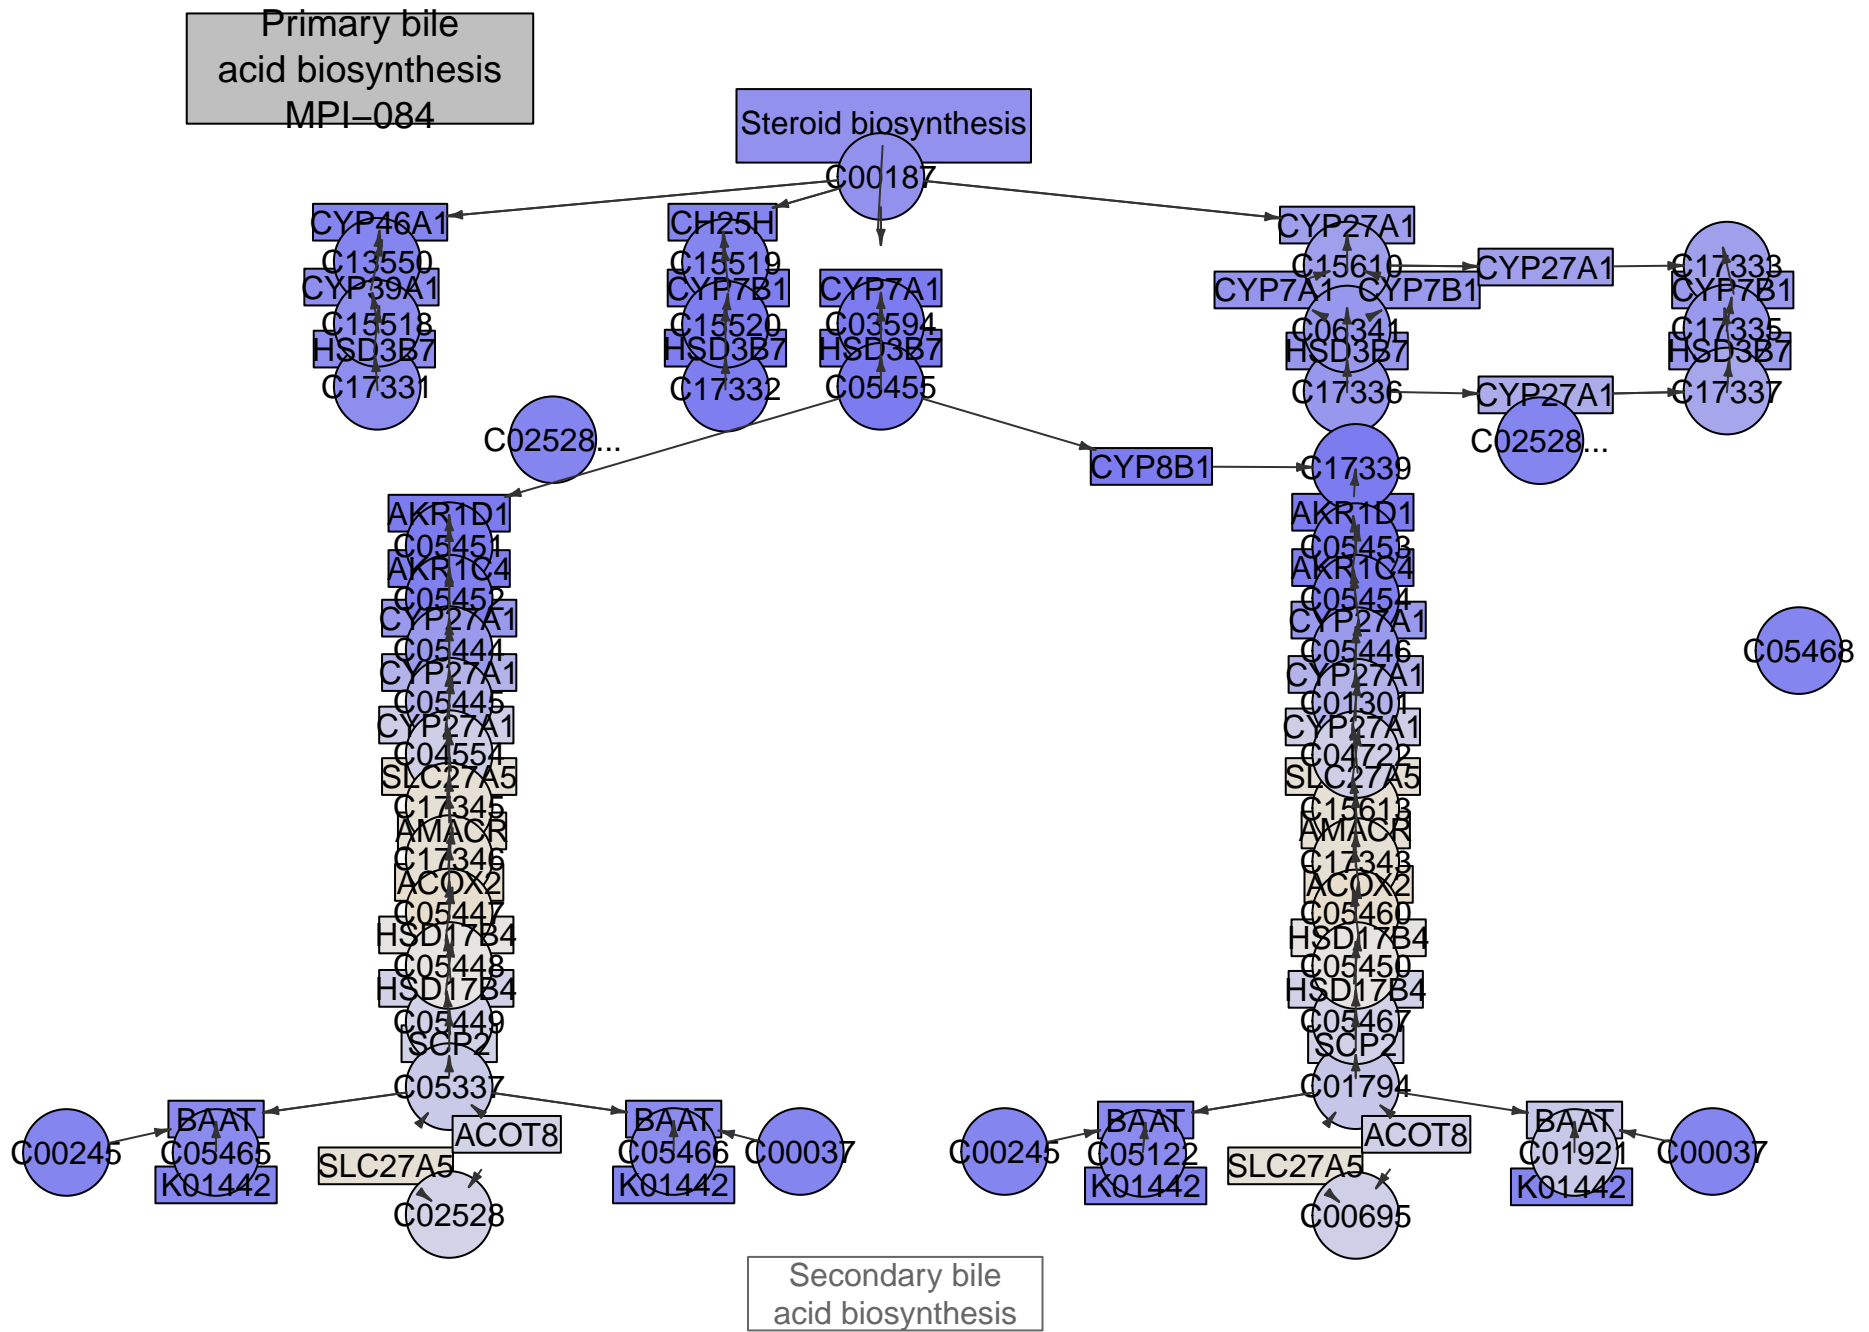 Primary bile
acid biosynthesis
MPI−084
Steroid biosynthesis
C00187
CYP46A1
C13550
CYP39A1
C15518
HSD3B7
C17331
CH25H
C15519
CYP7B1
C15520
HSD3B7
C17332
CYP7A1
C03594
HSD3B7
C05455
CYP27A1
C15610
CYP7A1
CYP7B1
C06341
HSD3B7
C17336
CYP27A1
CYP27A1
C17333
CYP7B1
C17335
HSD3B7
C17337
C02528...
C02528...
CYP8B1
C17339
AKR1D1
C05451
AKR1C4
C05452
CYP27A1
C05444
CYP27A1
C05445
CYP27A1
C04554
SLC27A5
C17345
AMACR
C17346
ACOX2
C05447
HSD17B4
C05448
HSD17B4
C05449
SCP2
C05337
AKR1D1
C05453
AKR1C4
C05454
CYP27A1
C05446
CYP27A1
C01301
CYP27A1
C04722
SLC27A5
C15613
AMACR
C17343
ACOX2
C05460
HSD17B4
C05450
HSD17B4
C05467
SCP2
C01794
C05468
C00245
BAAT
C05465
K01442
SLC27A5
ACOT8
C02528
BAAT
C05466
K01442
C00037
C00245
BAAT
C05122
K01442
SLC27A5
ACOT8
C00695
BAAT
C01921
K01442
C00037
Secondary bile
acid biosynthesis